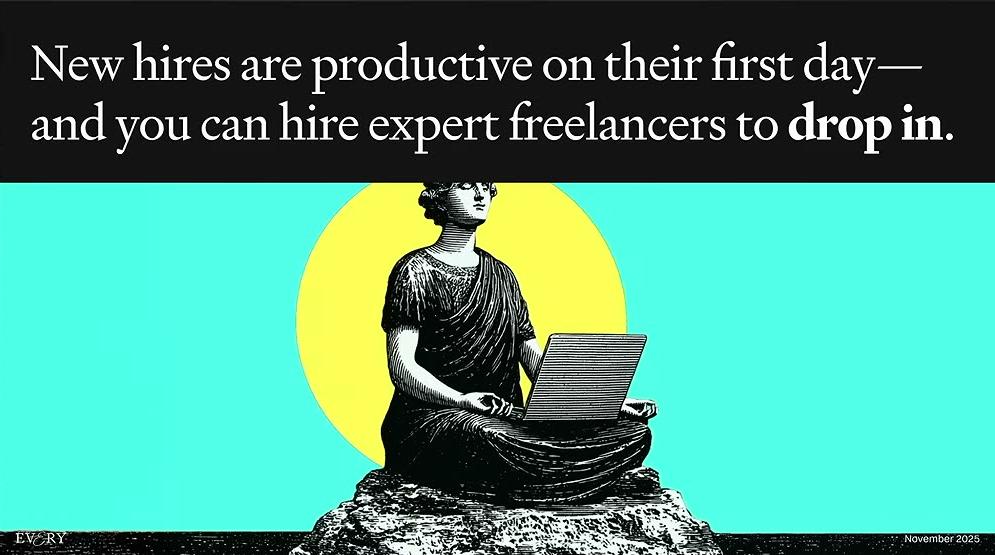 New hires are productive on their first day—
and you can hire expert freelancers to drop in.
EVERY
November 2025